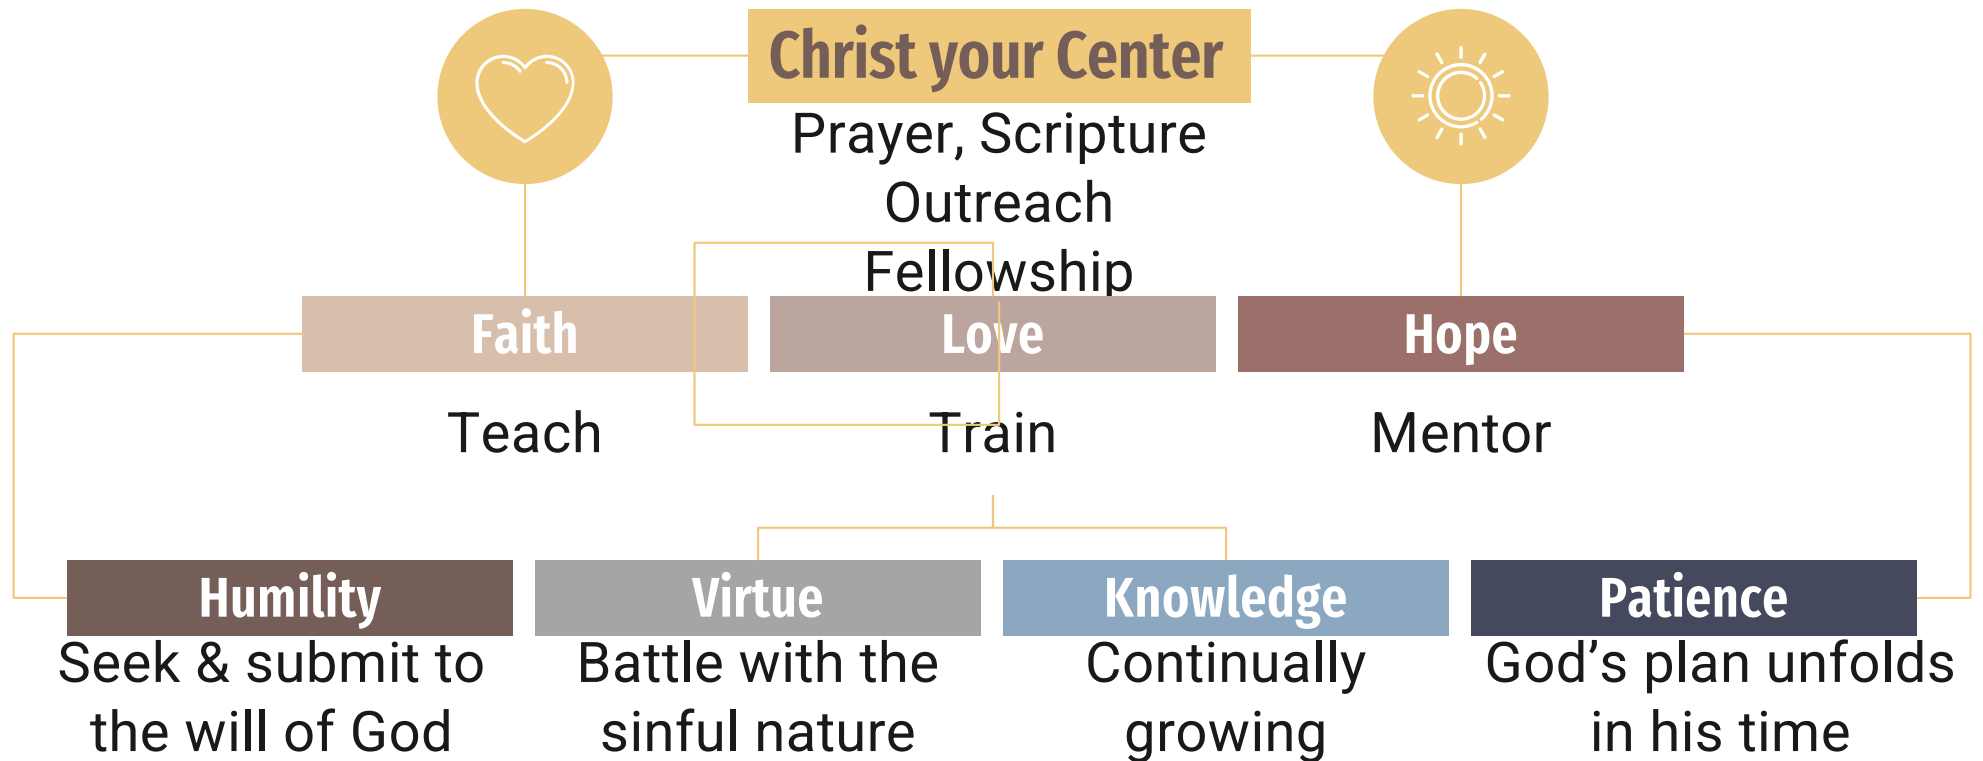 Christ your Center
Prayer, Scripture
Outreach
Fellowship
Faith
Love
Hope
Teach
Train
Mentor
Humility
Virtue
Knowledge
Patience
Seek & submit to
the will of God
Battle with the
sinful nature
Continually
growing
God’s plan unfolds
in his time